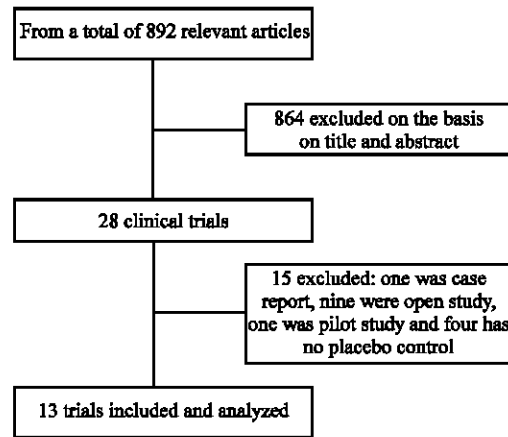 From a total of 892 relevant articles
864 excluded on the basis
on title and abstract
28 clinical trials
15 excluded: one was case
report, nine were open study,
one was pilot study and four has
no placebo control
13 trials included and analyzed